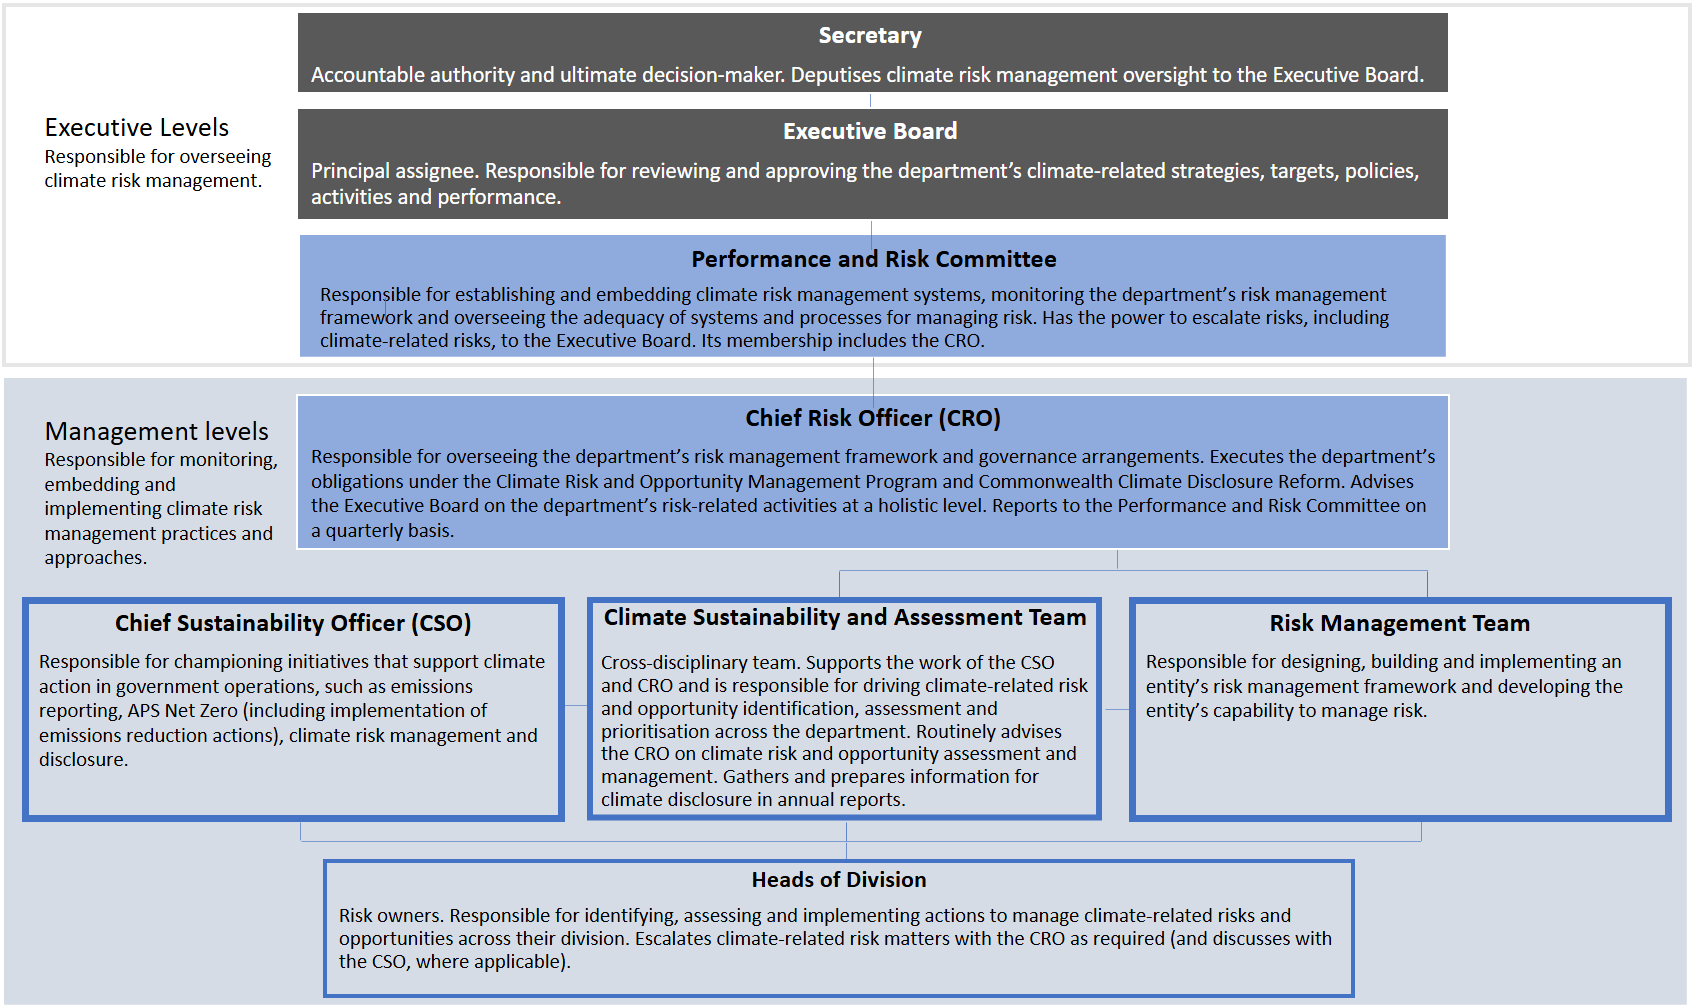 Secretary
Accountable authority and ultimate decision-maker. Deputises climate risk management oversight to the Executive Board.
Executive Levels
Responsible for overseeing
climate risk management.
Executive Board
Principal assignee. Responsible for reviewing and approving the department’s climate-related strategies, targets, policies,
activities and performance.
Performance and Risk Committee
Responsible for establishing and embedding climate risk management systems, monitoring the department’s risk management
framework and overseeing the adequacy of systems and processes for managing risk. Has the power to escalate risks, including
climate-related risks, to the Executive Board. Its membership includes the CRO.
Management levels
Responsible for monitoring,
embedding and
implementing climate risk
management practices and
approaches.
Chief Risk Officer (CRO)
Responsible for overseeing the department’s risk management framework and governance arrangements. Executes the department’s
obligations under the Climate Risk and Opportunity Management Program and Commonwealth Climate Disclosure Reform. Advises
the Executive Board on the department’s risk-related activities at a holistic level. Reports to the Performance and Risk Committee on
a quarterly basis.
Chief Sustainability Officer (CSO)
Responsible for championing initiatives that support climate
action in government operations, such as emissions
reporting, APS Net Zero (including implementation of
emissions reduction actions), climate risk management and
disclosure.
Climate Sustainability and Assessment Team
Cross-disciplinary team. Supports the work of the CSO
and CRO and is responsible for driving climate-related risk
and opportunity identification, assessment and
prioritisation across the department. Routinely advises
the CRO on climate risk and opportunity assessment and
management. Gathers and prepares information for
climate disclosure in annual reports.
Risk Management Team
Responsible for designing, building and implementing an
entity’s risk management framework and developing the
entity’s capability to manage risk.
Heads of Division
Risk owners. Responsible for identifying, assessing and implementing actions to manage climate-related risks and
opportunities across their division. Escalates climate-related risk matters with the CRO as required (and discusses with
the CSO, where applicable).